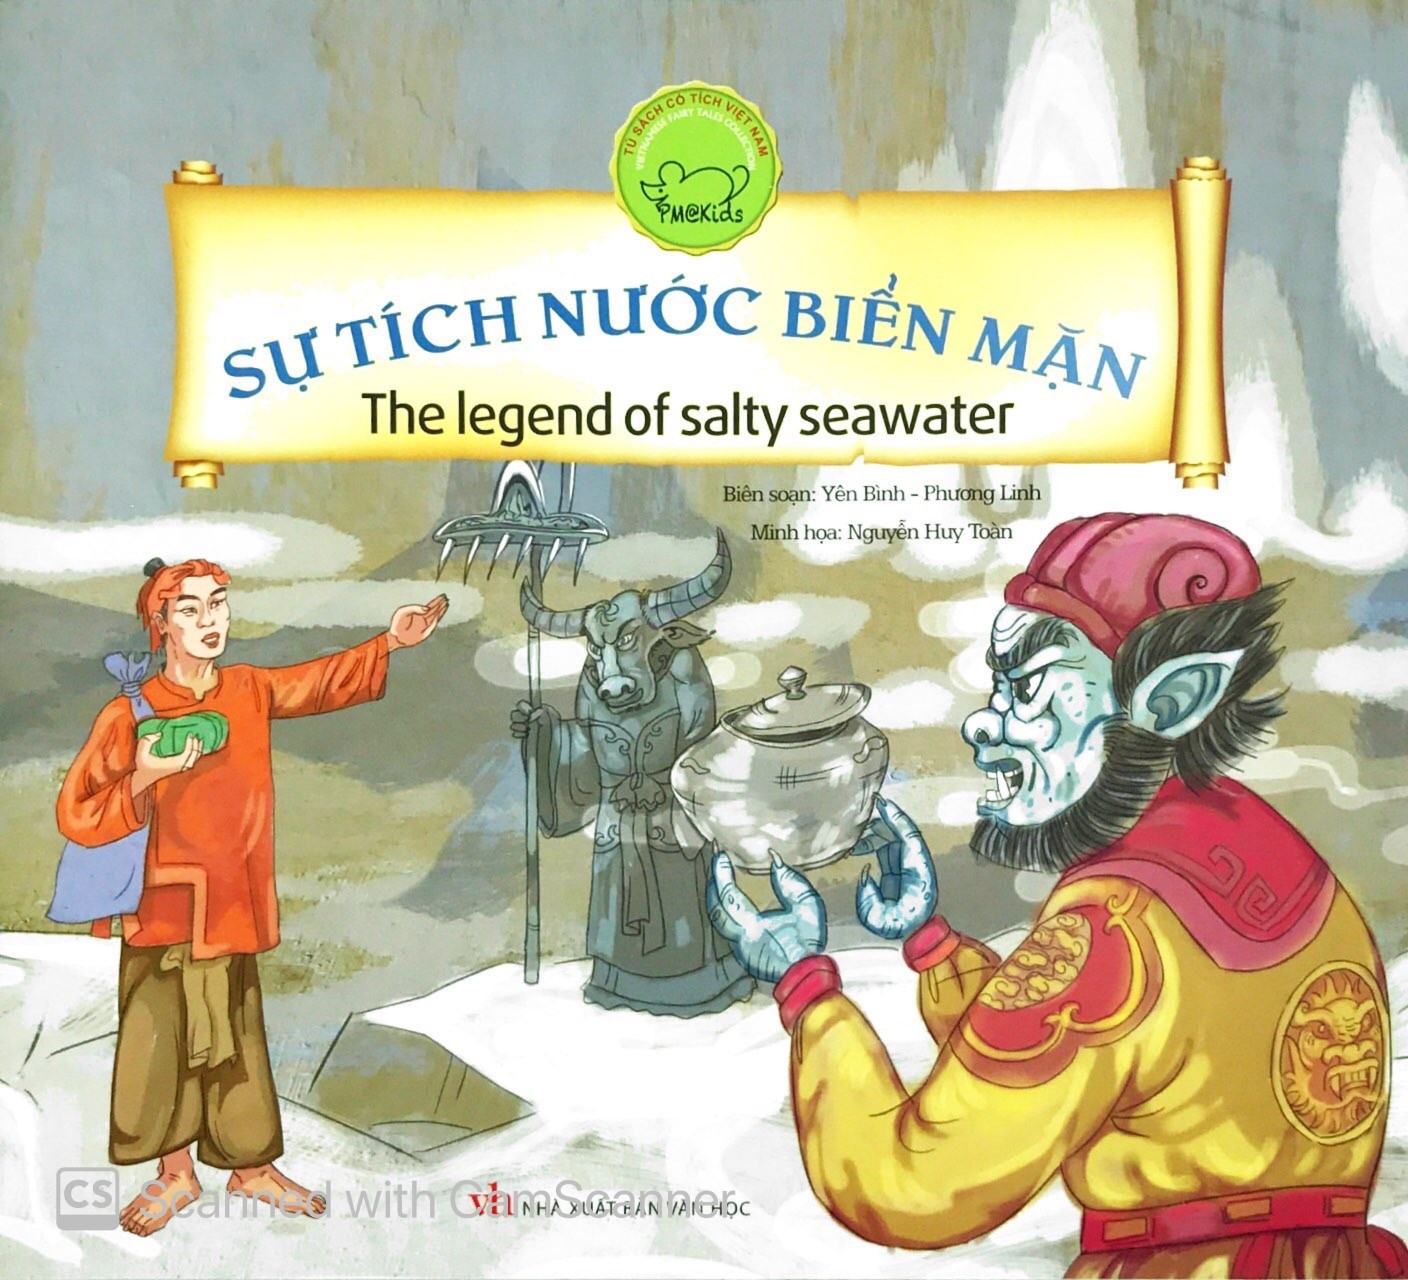 TỦ SÁCH CỔ TÍCH VIỆT NAM
VIETNAMESE FAIRY TALES COLLECTION
PM@Kids
SỰ TÍCH NƯỚC BIỂN MẶN
The legend of salty seawater
Biên soạn: Yên Bình - Phương Linh
Minh họa: Nguyễn Huy Toàn
CS Scanned with CamScanner
vh NHÀ XUẤT BẢN VĂN HỌC